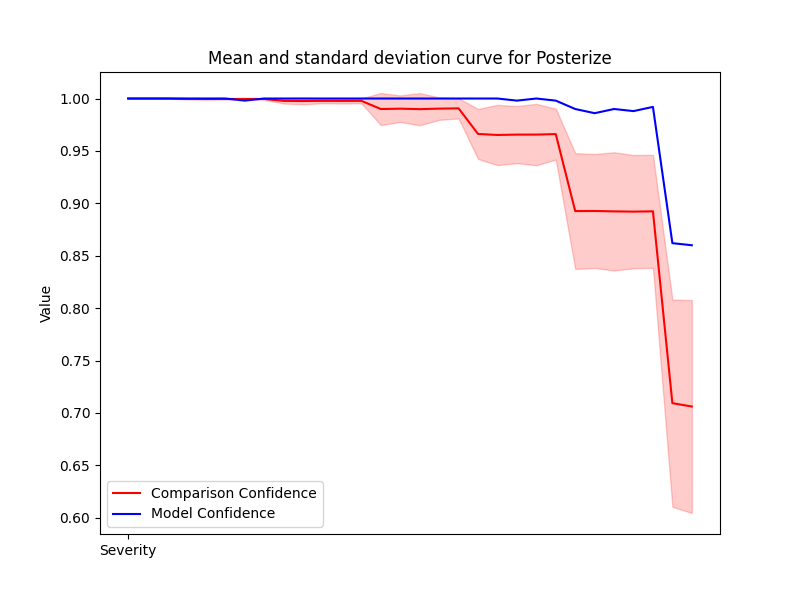 Mean and standard deviation curve for Posterize
1.00
0.95
0.90
0.85
0.80
0.75
0.70
0.65
0.60
Value
Comparison Confidence
Model Confidence
Severity